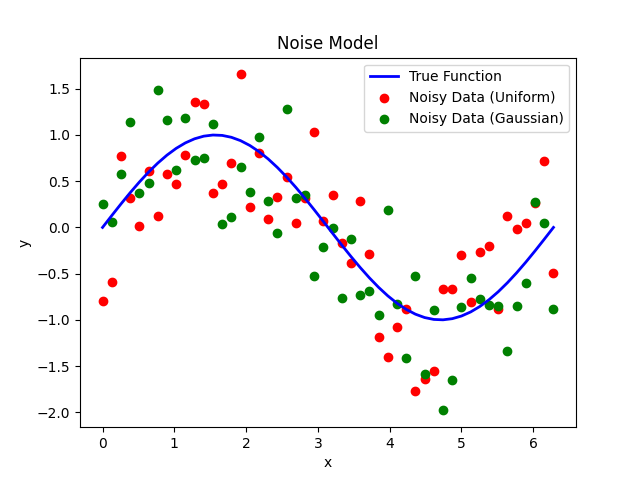 Noise Model
True Function
Noisy Data (Uniform)
Noisy Data (Gaussian)
1.5
1.0
0.5
0.0
−0.5
−1.0
−1.5
−2.0
y
0 1 2 3 4 5 6
x